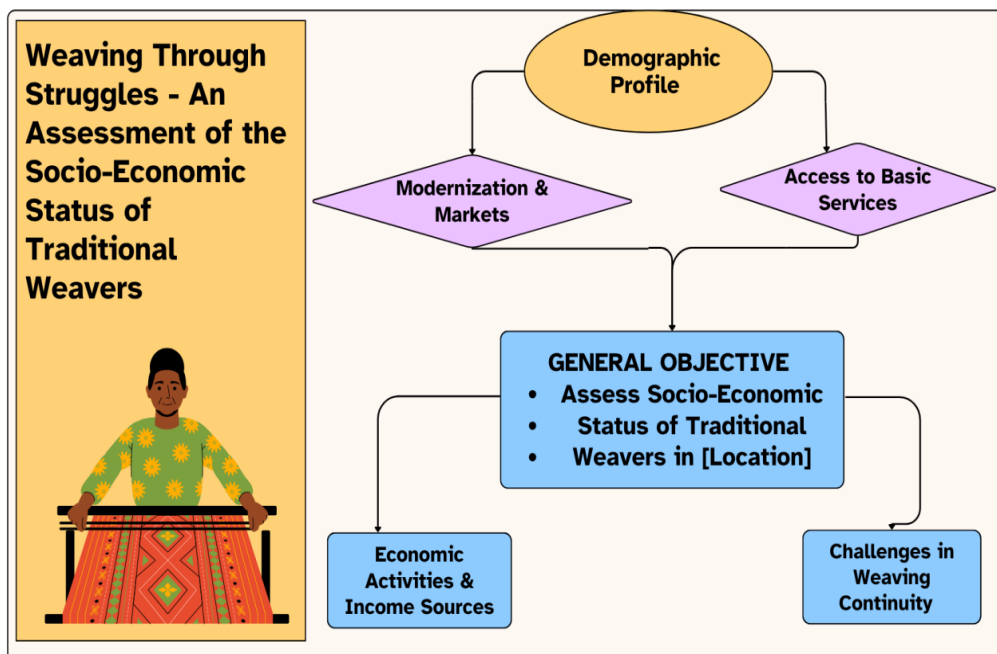 Weaving Through
Struggles - An
Assessment of the
Socio-Economic
Status of
Traditional
Weavers
Demographic
Profile
Modernization &
Markets
Access to Basic
Services
GENERAL OBJECTIVE
• Assess Socio-Economic
• Status of Traditional
• Weavers in [Location]
Economic
Activities &
Income Sources
Challenges in
Weaving
Continuity